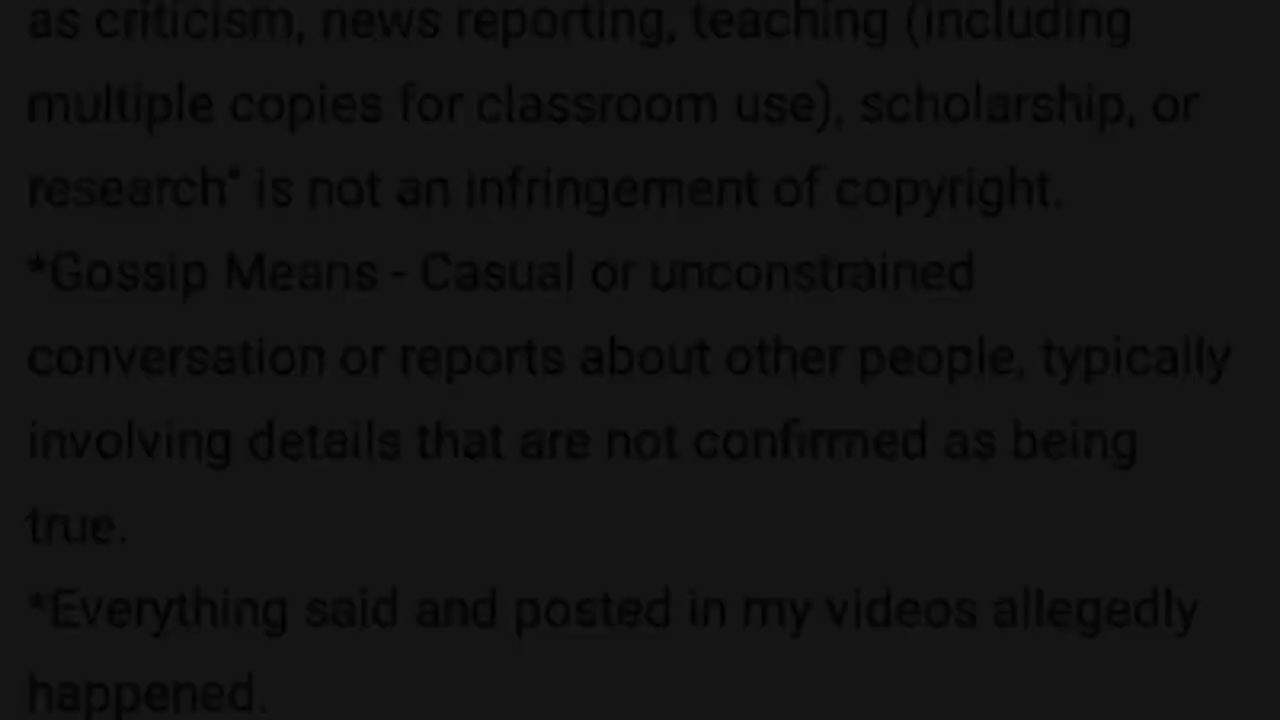 as criticism, news reporting, teaching (including
multiple copies for classroom use), scholarship, or
research" is not an infringement of copyright.
*Gossip Means - Casual or unconstrained
conversation or reports about other people, typically
involving details that are not confirmed as being
true.
*Everything said and posted in my videos allegedly
happened.